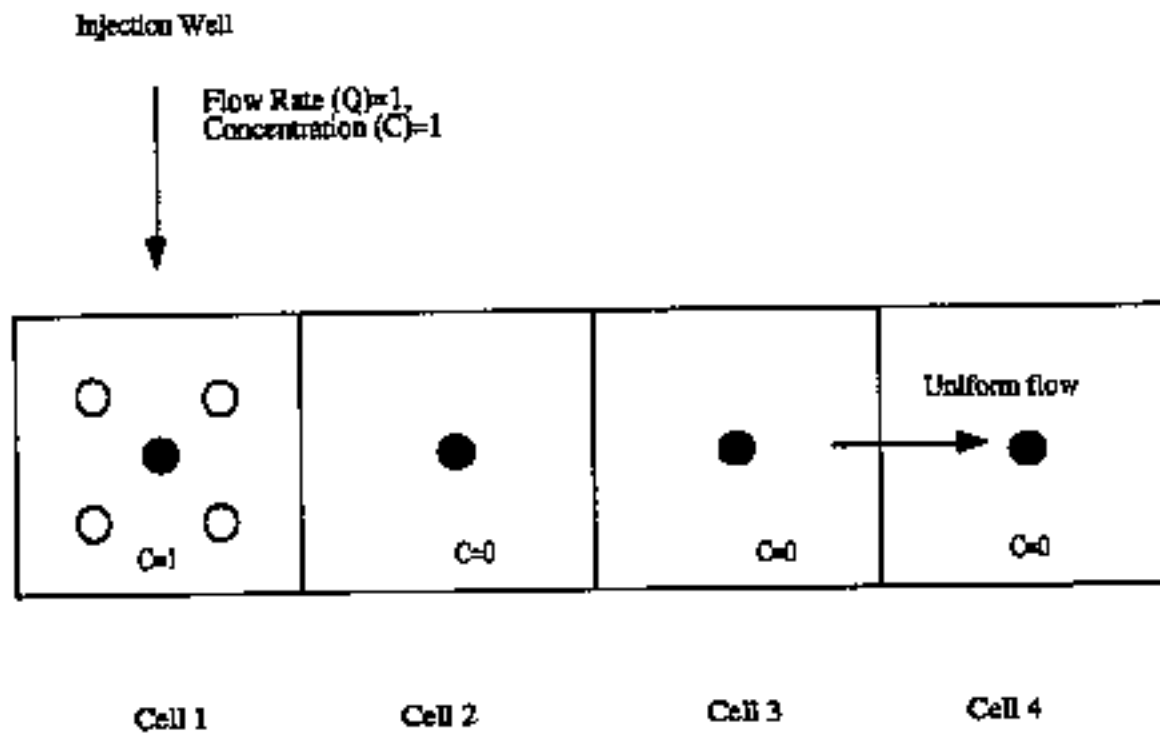 Injection Well
Flow Rate (Q)=1,
Concentration (C)=1
Uniform flow
C=1
C=0
C=0
C=0
Cell 1
Cell 2
Cell 3
Cell 4